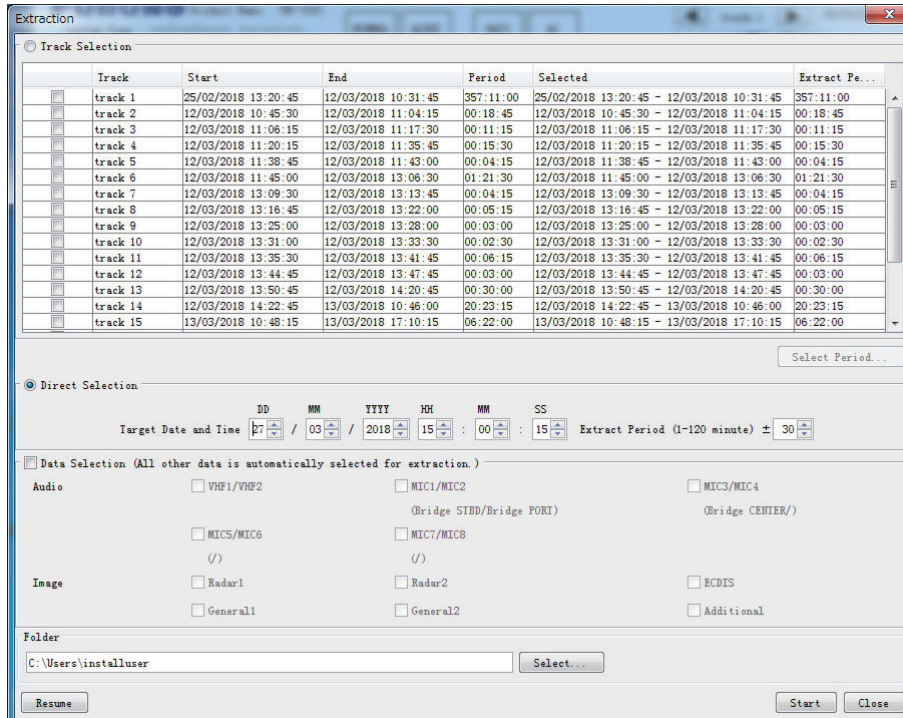 Extraction
Track Selection
Track Start End Period Selected Extract Pe...
track 1 25/02/2018 13:20:45 12/03/2018 10:31:45 357:11:00 25/02/2018 13:20:45 - 12/03/2018 10:31:45 357:11:00
track 2 12/03/2018 10:45:30 12/03/2018 11:04:15 00:18:45 12/03/2018 10:45:30 - 12/03/2018 11:04:15 00:18:45
track 3 12/03/2018 11:06:15 12/03/2018 11:17:30 00:11:15 12/03/2018 11:06:15 - 12/03/2018 11:17:30 00:11:15
track 4 12/03/2018 11:20:15 12/03/2018 11:35:45 00:15:30 12/03/2018 11:20:15 - 12/03/2018 11:35:45 00:15:30
track 5 12/03/2018 11:38:45 12/03/2018 11:43:00 00:04:15 12/03/2018 11:38:45 - 12/03/2018 11:43:00 00:04:15
track 6 12/03/2018 11:45:00 12/03/2018 13:06:30 01:21:30 12/03/2018 11:45:00 - 12/03/2018 13:06:30 01:21:30
track 7 12/03/2018 13:09:30 12/03/2018 13:13:45 00:04:15 12/03/2018 13:09:30 - 12/03/2018 13:13:45 00:04:15
track 8 12/03/2018 13:16:45 12/03/2018 13:22:00 00:05:15 12/03/2018 13:16:45 - 12/03/2018 13:22:00 00:05:15
track 9 12/03/2018 13:25:00 12/03/2018 13:28:00 00:03:00 12/03/2018 13:25:00 - 12/03/2018 13:28:00 00:03:00
track 10 12/03/2018 13:31:00 12/03/2018 13:33:30 00:02:30 12/03/2018 13:31:00 - 12/03/2018 13:33:30 00:02:30
track 11 12/03/2018 13:35:30 12/03/2018 13:41:45 00:06:15 12/03/2018 13:35:30 - 12/03/2018 13:41:45 00:06:15
track 12 12/03/2018 13:44:45 12/03/2018 13:47:45 00:03:00 12/03/2018 13:44:45 - 12/03/2018 13:47:45 00:03:00
track 13 12/03/2018 13:50:45 12/03/2018 14:20:45 00:30:00 12/03/2018 13:50:45 - 12/03/2018 14:20:45 00:30:00
track 14 12/03/2018 14:22:45 13/03/2018 10:46:00 20:23:15 12/03/2018 14:22:45 - 13/03/2018 10:46:00 20:23:15
track 15 13/03/2018 10:48:15 13/03/2018 17:10:15 06:22:00 13/03/2018 10:48:15 - 13/03/2018 17:10:15 06:22:00
Select Period...
Direct Selection
DD MM YYYY HH MM SS
Target Date and Time 27 / 03 / 2018 15 : 00 : 15 Extract Period (1-120 minute) ± 30
Data Selection (All other data is automatically selected for extraction.)
Audio VHF1/VHF2 MIC1/MIC2 MIC3/MIC4
(Bridge STBD/Bridge PORT) (Bridge CENTER/)
MIC5/MIC6 MIC7/MIC8
(/) (/)
Image Radar1 Radar2 ECDIS
General1 General2 Additional
Folder
C:\Users\installuser Select...
Resume Start Close